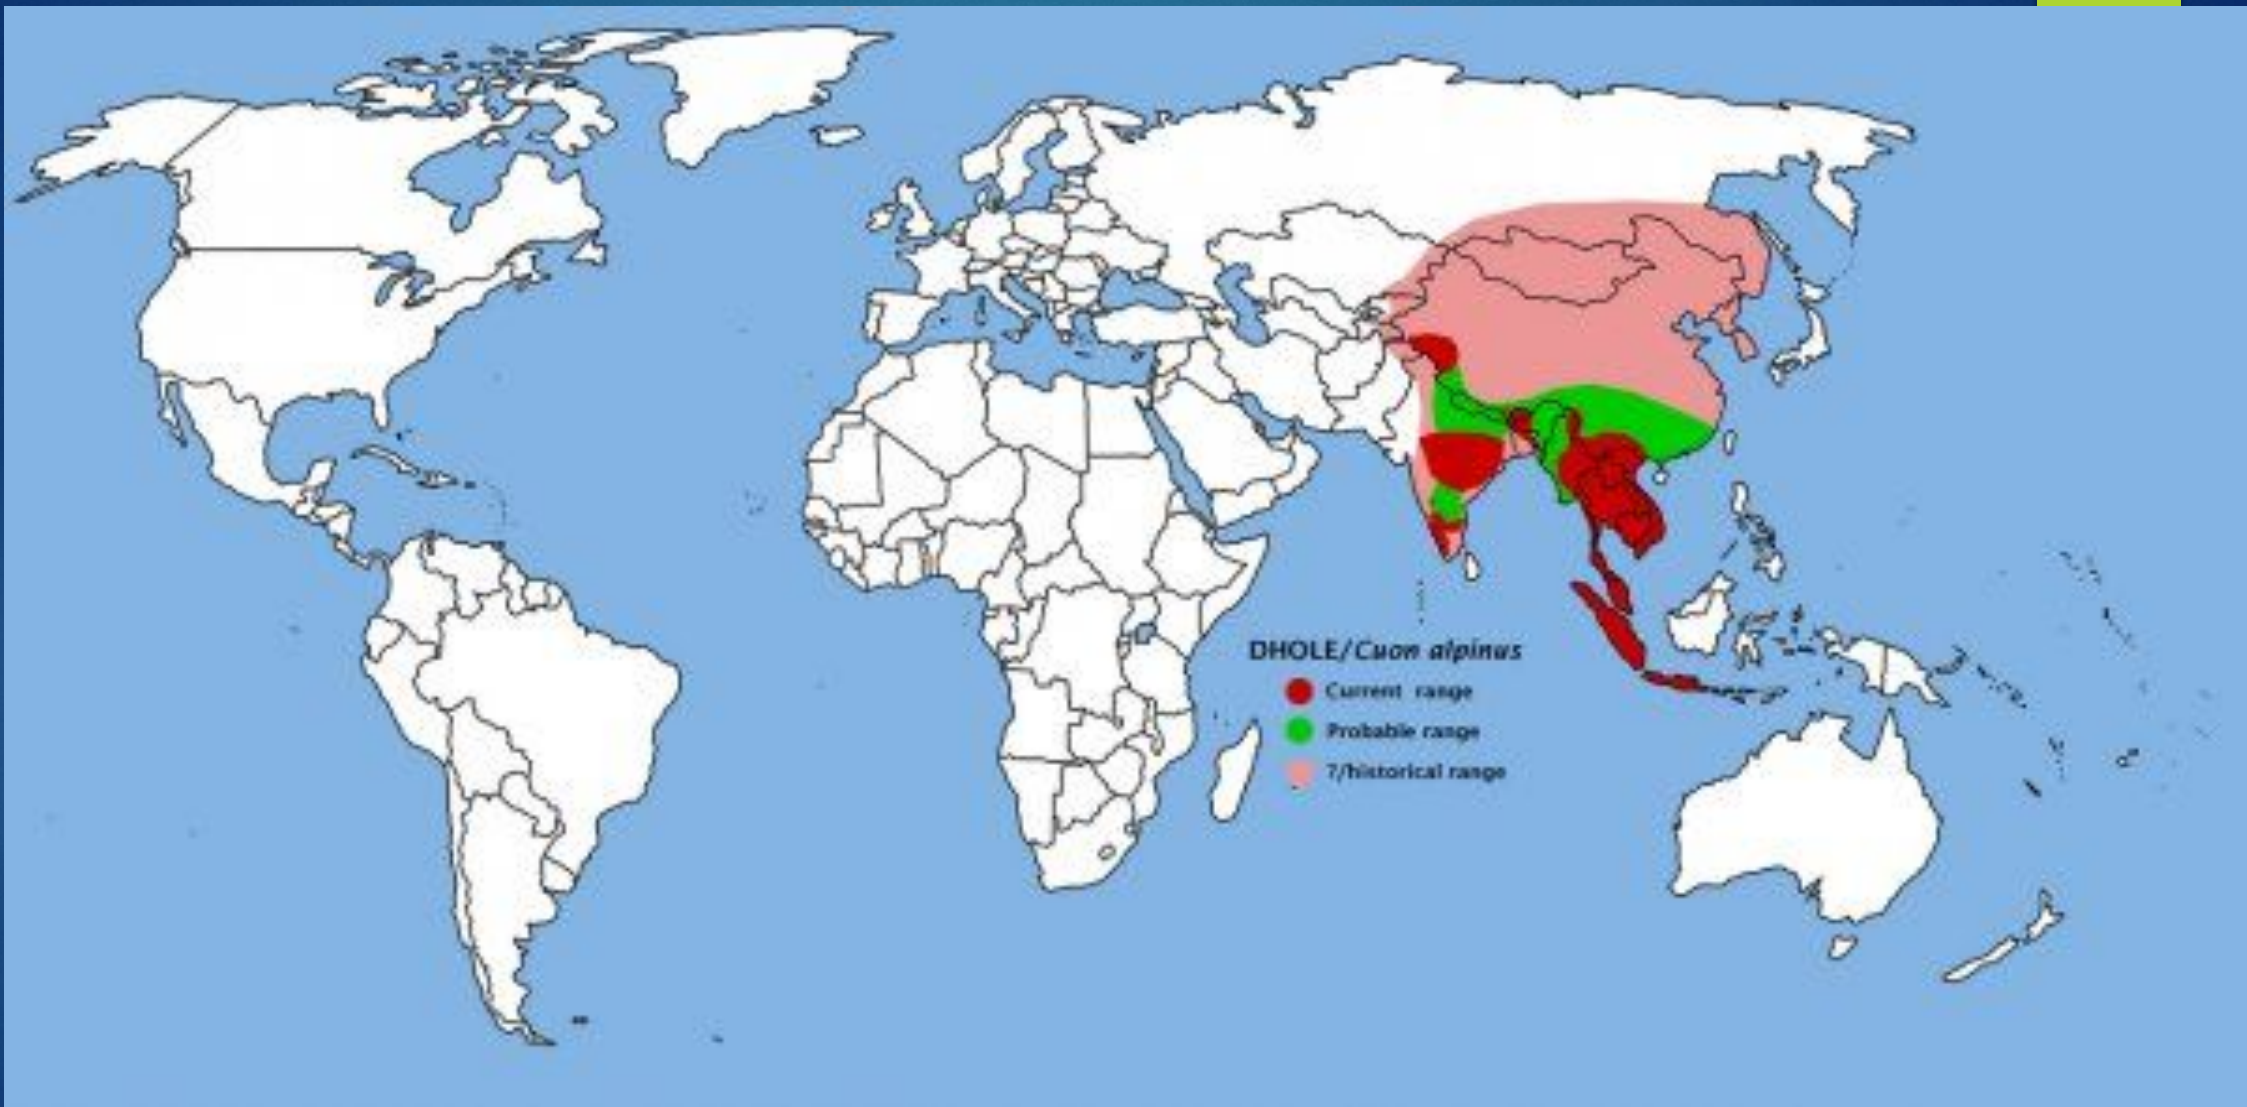 DHOLE/Cuon alpinus
Current range
Probable range
?/historical range